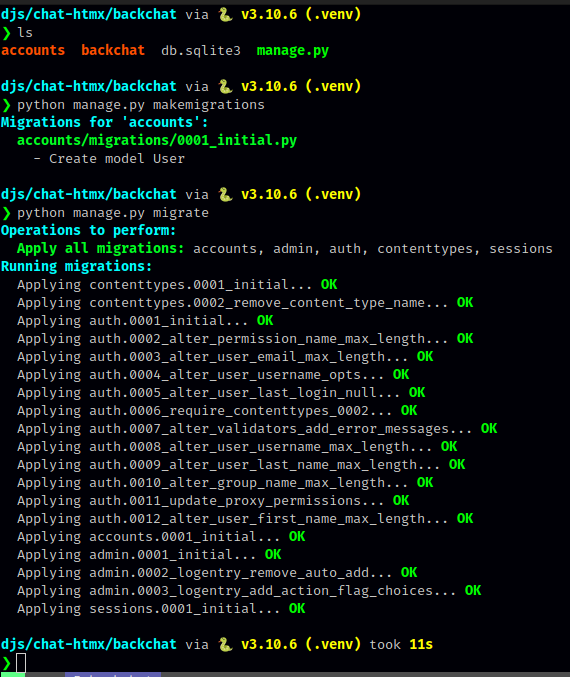 djs/chat-htmx/backchat via 🐍 v3.10.6 (.venv)
❯ ls
accounts  backchat  db.sqlite3  manage.py
djs/chat-htmx/backchat via 🐍 v3.10.6 (.venv)
❯ python manage.py makemigrations
Migrations for 'accounts':
  accounts/migrations/0001_initial.py
    - Create model User
djs/chat-htmx/backchat via 🐍 v3.10.6 (.venv)
❯ python manage.py migrate
Operations to perform:
  Apply all migrations: accounts, admin, auth, contenttypes, sessions
Running migrations:
  Applying contenttypes.0001_initial... OK
  Applying contenttypes.0002_remove_content_type_name... OK
  Applying auth.0001_initial... OK
  Applying auth.0002_alter_permission_name_max_length... OK
  Applying auth.0003_alter_user_email_max_length... OK
  Applying auth.0004_alter_user_username_opts... OK
  Applying auth.0005_alter_user_last_login_null... OK
  Applying auth.0006_require_contenttypes_0002... OK
  Applying auth.0007_alter_validators_add_error_messages... OK
  Applying auth.0008_alter_user_username_max_length... OK
  Applying auth.0009_alter_user_last_name_max_length... OK
  Applying auth.0010_alter_group_name_max_length... OK
  Applying auth.0011_update_proxy_permissions... OK
  Applying auth.0012_alter_user_first_name_max_length... OK
  Applying accounts.0001_initial... OK
  Applying admin.0001_initial... OK
  Applying admin.0002_logentry_remove_auto_add... OK
  Applying admin.0003_logentry_add_action_flag_choices... OK
  Applying sessions.0001_initial... OK
djs/chat-htmx/backchat via 🐍 v3.10.6 (.venv) took 11s
❯